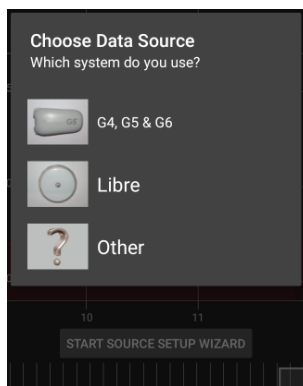 Choose Data Source
Which system do you use?
G5
G4, G5 & G6
Libre
Other
10 11
START SOURCE SETUP WIZARD